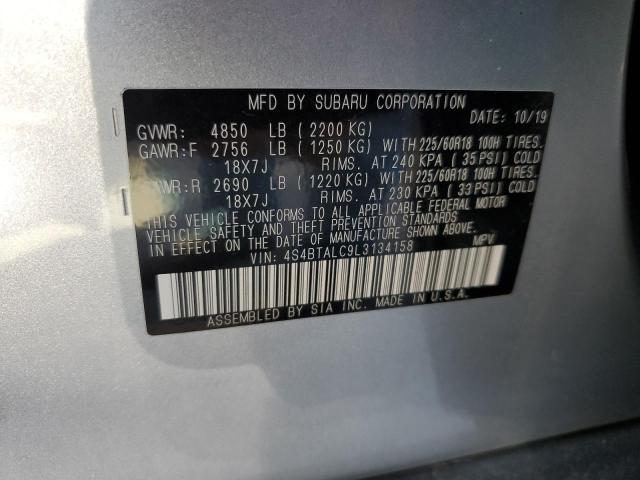 MFD BY SUBARU CORPORATION
DATE: 10/19
GVWR: 4850 LB (2200 KG)
GAWR:F 2756 LB (1250 KG) WITH 225/60R18 100H TIRES.
18X7J RIMS. AT 240 KPA (35 PSI) COLD
GAWR:R 2690 LB (1220 KG) WITH 225/60R18 100H TIRES.
18X7J RIMS. AT 230 KPA (33 PSI) COLD
THIS VEHICLE CONFORMS TO ALL APPLICABLE FEDERAL MOTOR
VEHICLE SAFETY AND THEFT PREVENTION STANDARDS
IN EFFECT ON THE DATE OF MANUFACTURE SHOWN ABOVE.
VIN: 4S4BTALC9L3134158 MPV
ASSEMBLED BY SIA INC. MADE IN U.S.A.